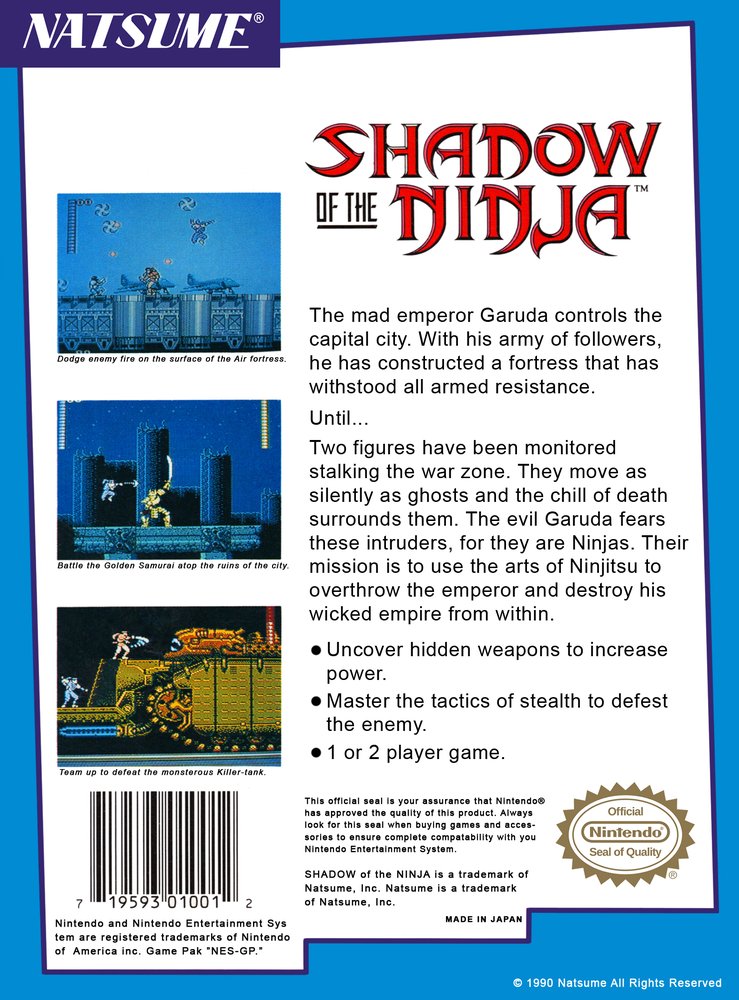 NATSUME®
SHADOW
OF THE NINJA™
Dodge enemy fire on the surface of the Air fortress.
Battle the Golden Samurai atop the ruins of the city.
Team up to defeat the monsterous Killer-tank.
The mad emperor Garuda controls the
capital city. With his army of followers,
he has constructed a fortress that has
withstood all armed resistance.
Until...
Two figures have been monitored
stalking the war zone. They move as
silently as ghosts and the chill of death
surrounds them. The evil Garuda fears
these intruders, for they are Ninjas. Their
mission is to use the arts of Ninjitsu to
overthrow the emperor and destroy his
wicked empire from within.
● Uncover hidden weapons to increase
power.
● Master the tactics of stealth to defest
the enemy.
● 1 or 2 player game.
This official seal is your assurance that Nintendo®
has approved the quality of this product. Always
look for this seal when buying games and acces-
sories to ensure complete compatability with you
Nintendo Entertainment System.
SHADOW of the NINJA is a trademark of
Natsume, Inc. Natsume is a trademark
of Natsume, Inc.
MADE IN JAPAN
Official
Nintendo®
Seal of Quality
®
7 19593 01001 2
Nintendo and Nintendo Entertainment Sys
tem are registered trademarks of Nintendo
of America inc. Game Pak "NES-GP."
© 1990 Natsume All Rights Reserved